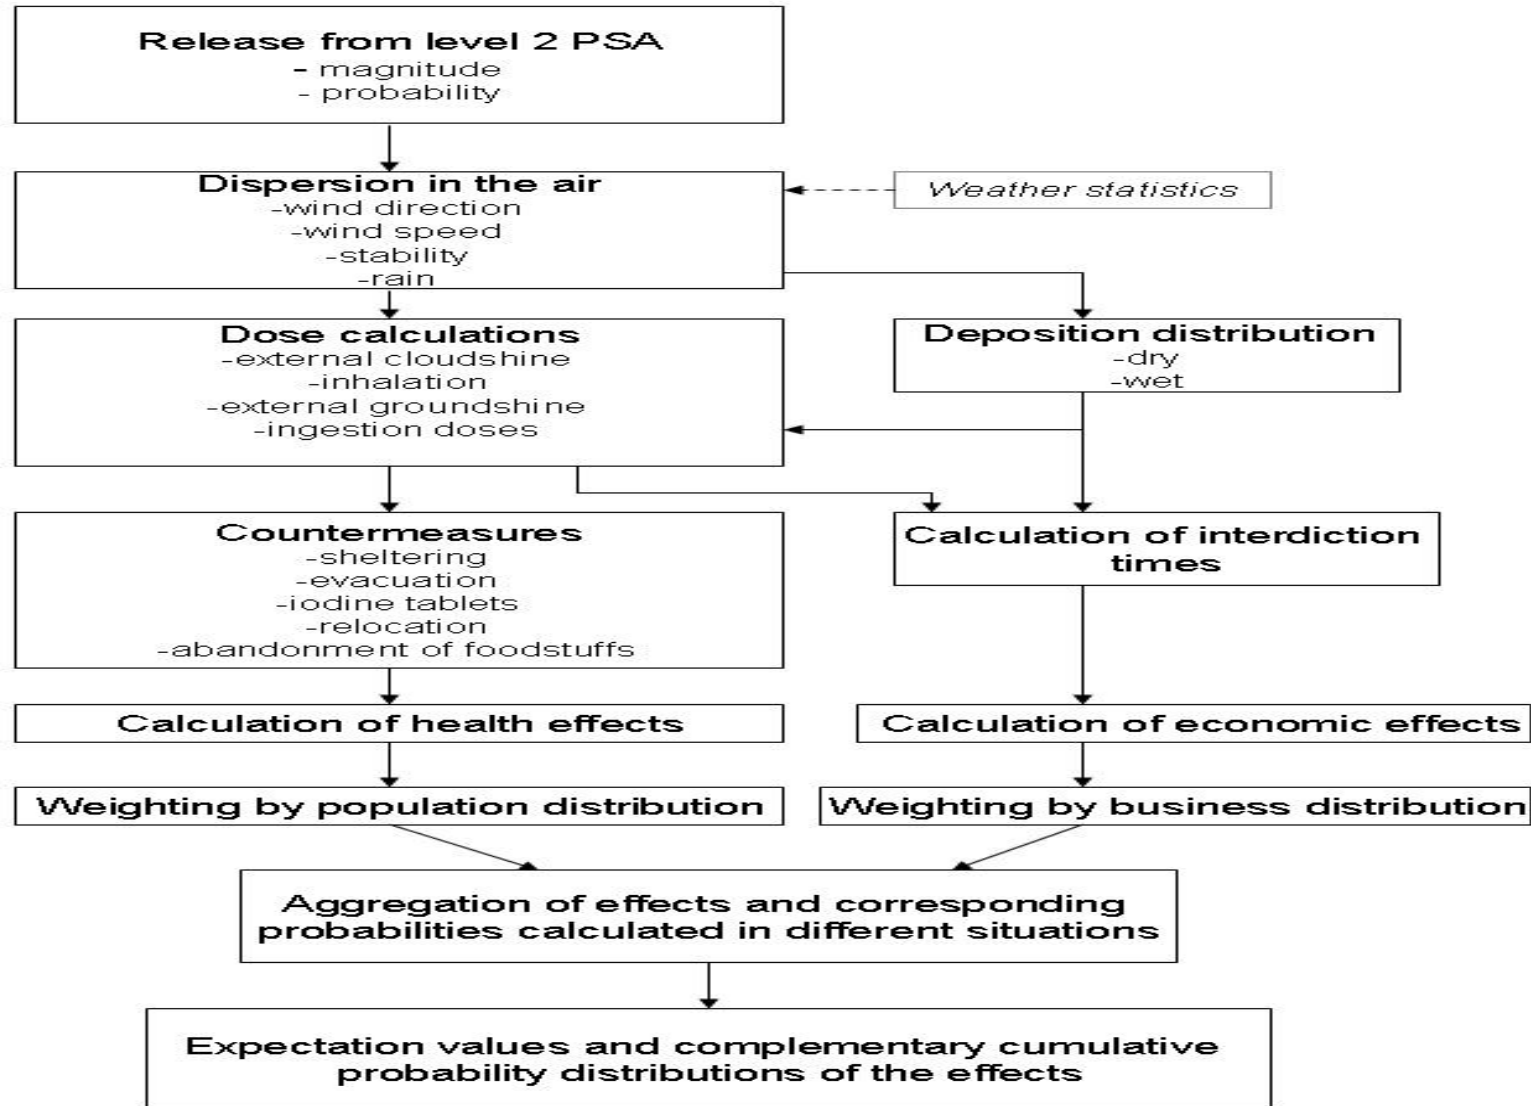 Release from level 2 PSA
- magnitude
- probability
Dispersion in the air
-wind direction
-wind speed
-stability
-rain
Weather statistics
Dose calculations
-external cloudshine
-inhalation
-external groundshine
-ingestion doses
Deposition distribution
-dry
-wet
Countermeasures
-sheltering
-evacuation
-iodine tablets
-relocation
-abandonment of foodstuffs
Calculation of interdiction
times
Calculation of health effects
Calculation of economic effects
Weighting by population distribution
Weighting by business distribution
Aggregation of effects and corresponding
probabilities calculated in different situations
Expectation values and complementary cumulative
probability distributions of the effects